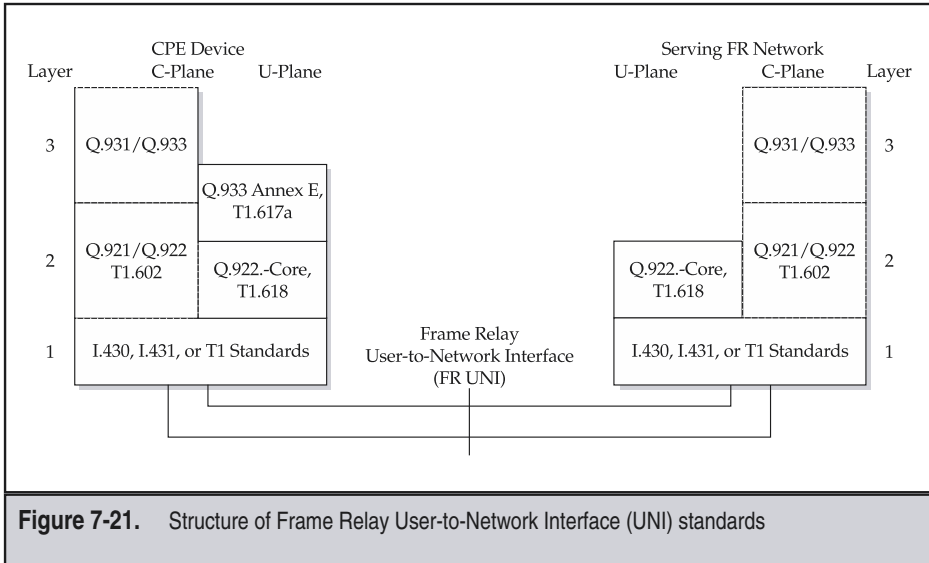 CPE Device
Serving FR Network
Layer C-Plane U-Plane
U-Plane C-Plane Layer
3
Q.931/Q.933
Q.933 Annex E,
T1.617a
2
Q.921/Q.922
T1.602
Q.922.-Core,
T1.618
1
I.430, I.431, or T1 Standards
Frame Relay
User-to-Network Interface
(FR UNI)
Q.931/Q.933
3
Q.922.-Core,
T1.618
Q.921/Q.922
T1.602
2
I.430, I.431, or T1 Standards
1
Figure 7-21. Structure of Frame Relay User-to-Network Interface (UNI) standards